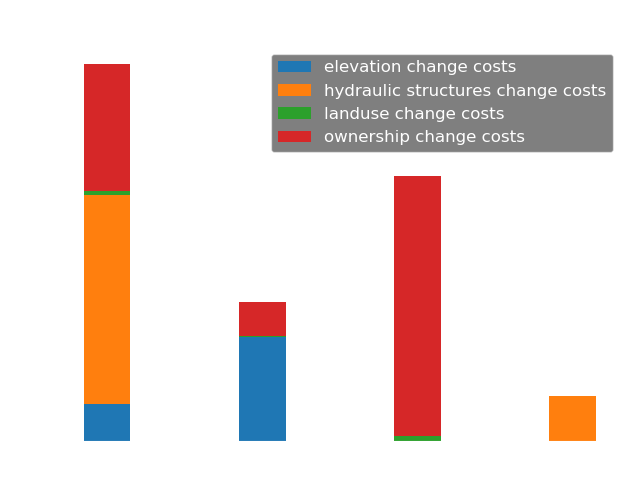 elevation change costs
hydraulic structures change costs
landuse change costs
ownership change costs